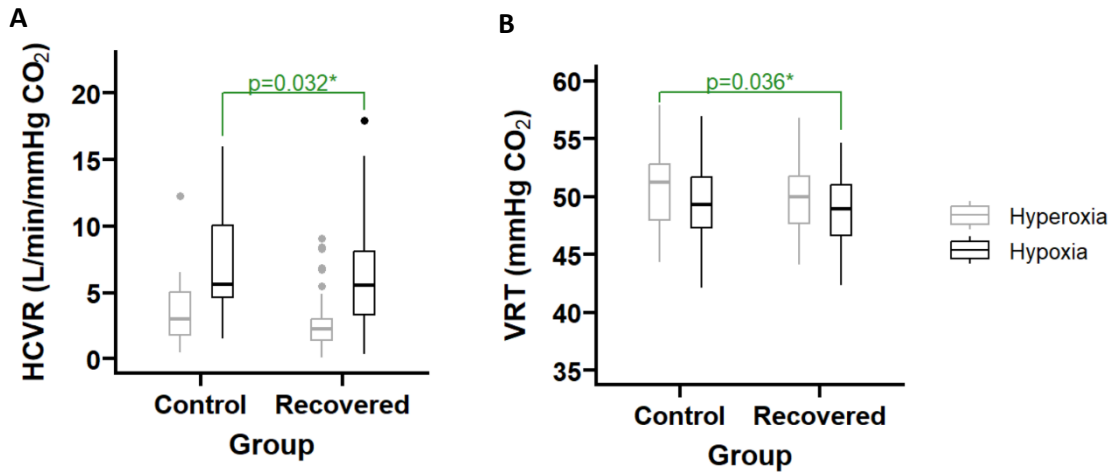 A
HCVR (L/min/mmHg CO₂)
20
15
10
5
0
p=0.032*
Control Recovered
Group
B
VRT (mmHg CO₂)
60
55
50
45
40
35
p=0.036*
Control Recovered
Group
Hyperoxia
Hypoxia